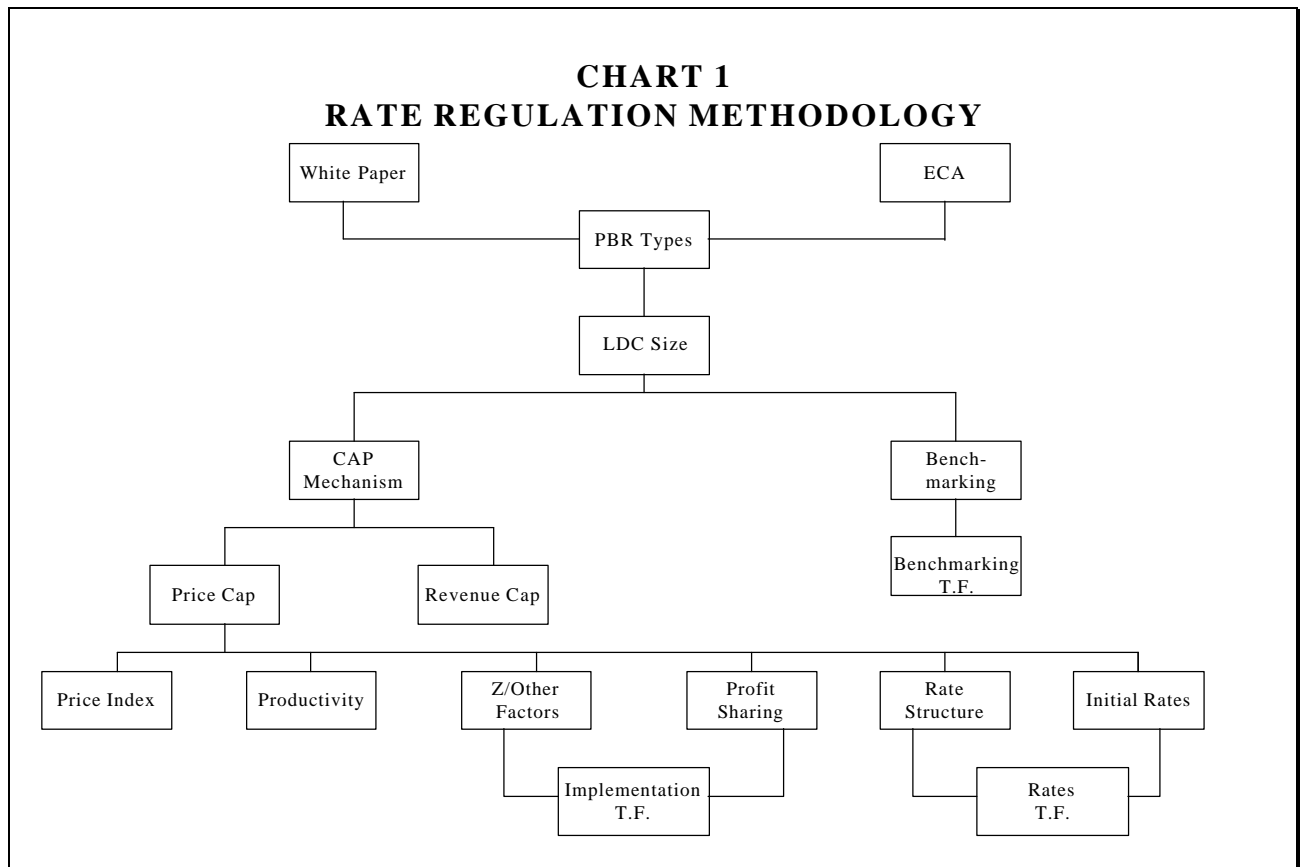 CHART 1
RATE REGULATION METHODOLOGY
White Paper
ECA
PBR Types
LDC Size
CAP
Mechanism
Bench-
marking
Benchmarking
T.F.
Price Cap
Revenue Cap
Price Index
Productivity
Z/Other
Factors
Profit
Sharing
Rate
Structure
Initial Rates
Implementation
T.F.
Rates
T.F.